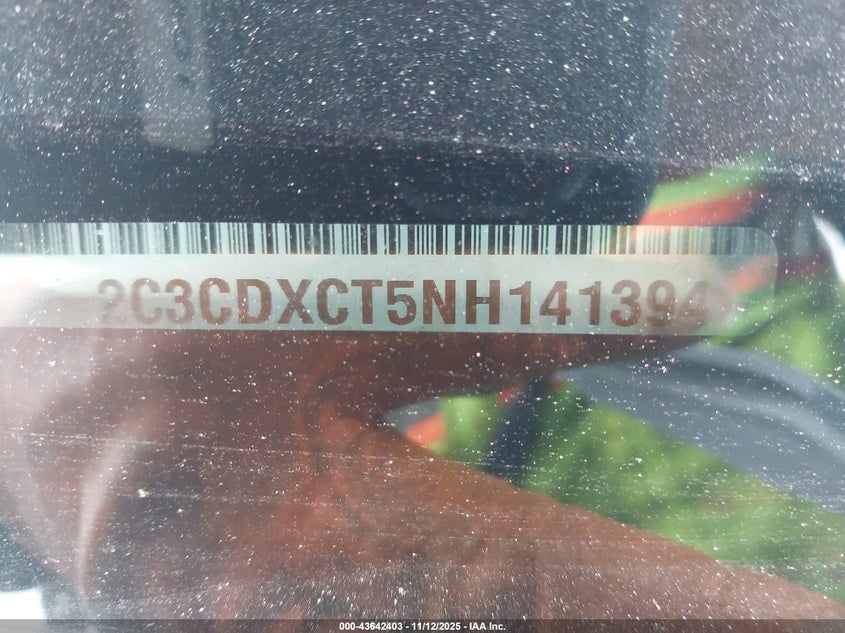 2C3CDXCT5NH141394
000-43642403 - 11/12/2025 - IAA Inc.